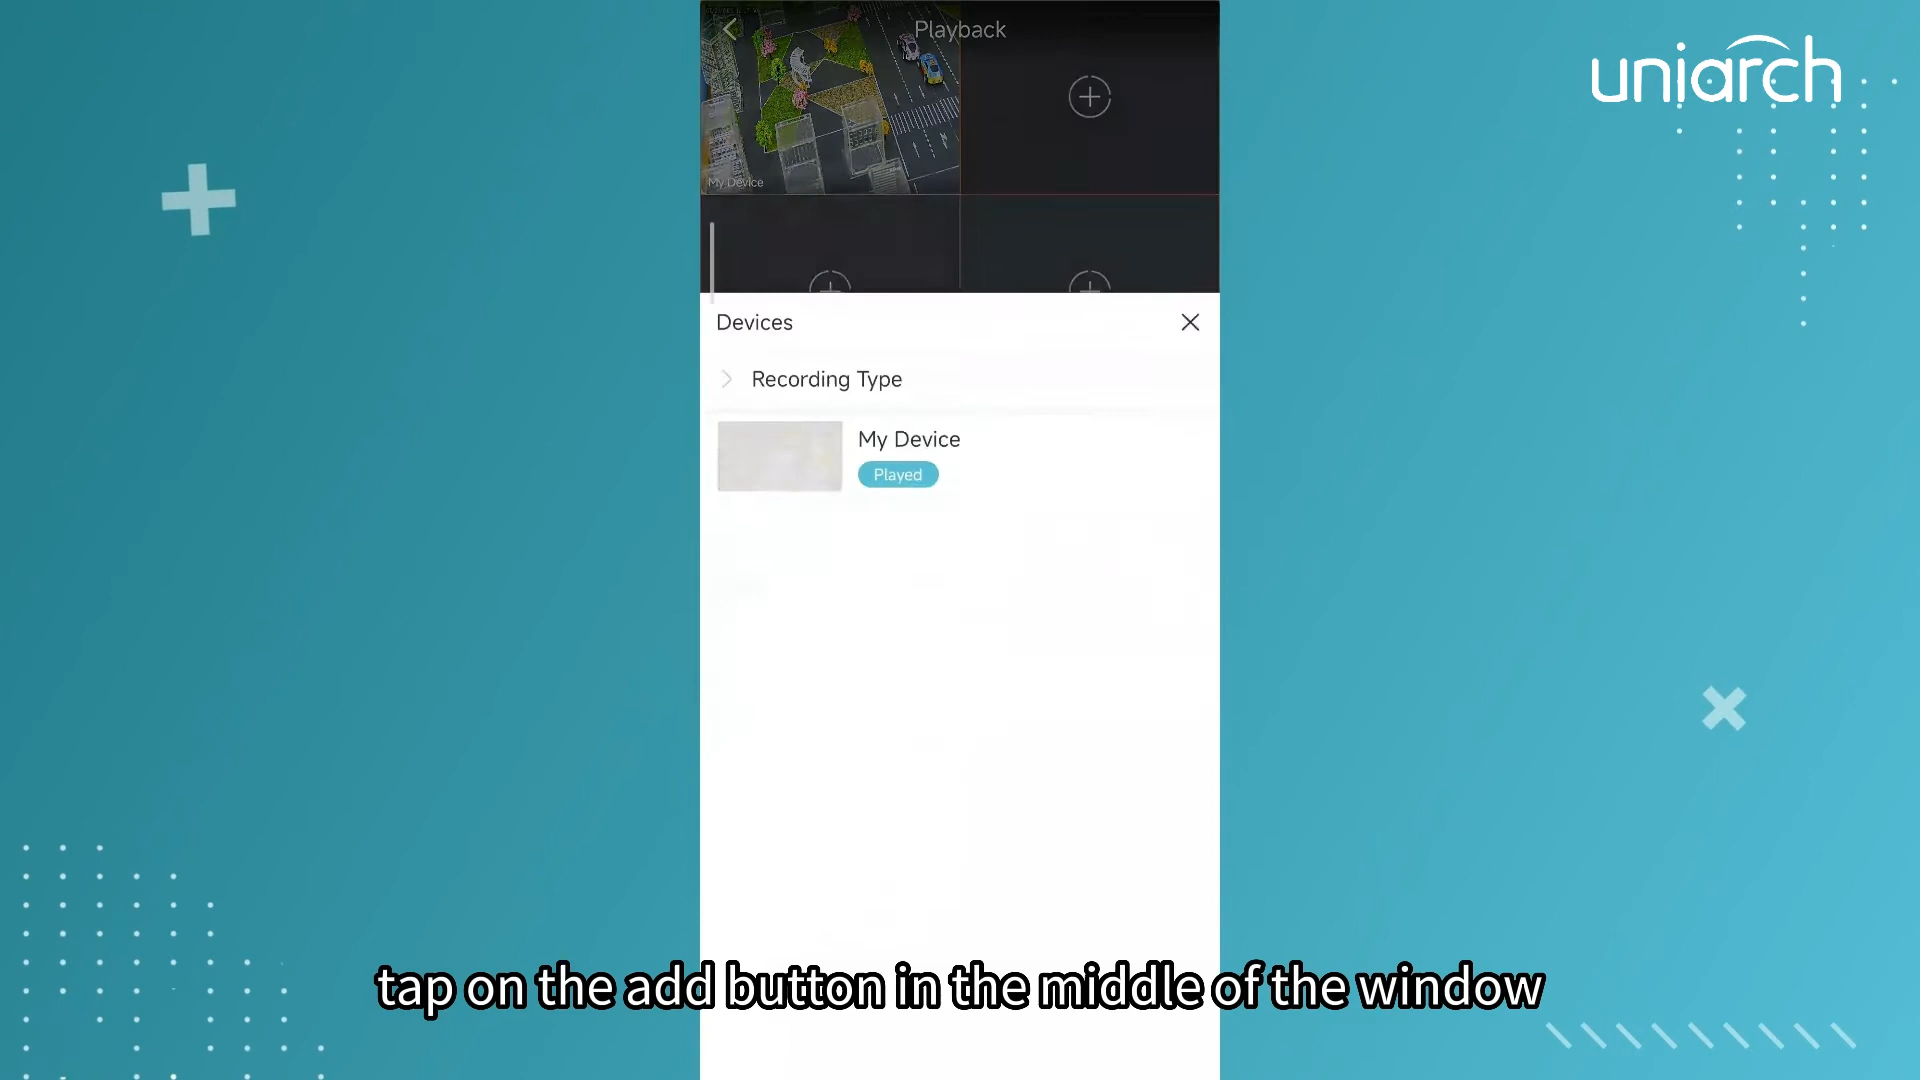 Playback
uniarch
My Device
Devices
Recording Type
My Device
Played
tap on the add button in the middle of the window